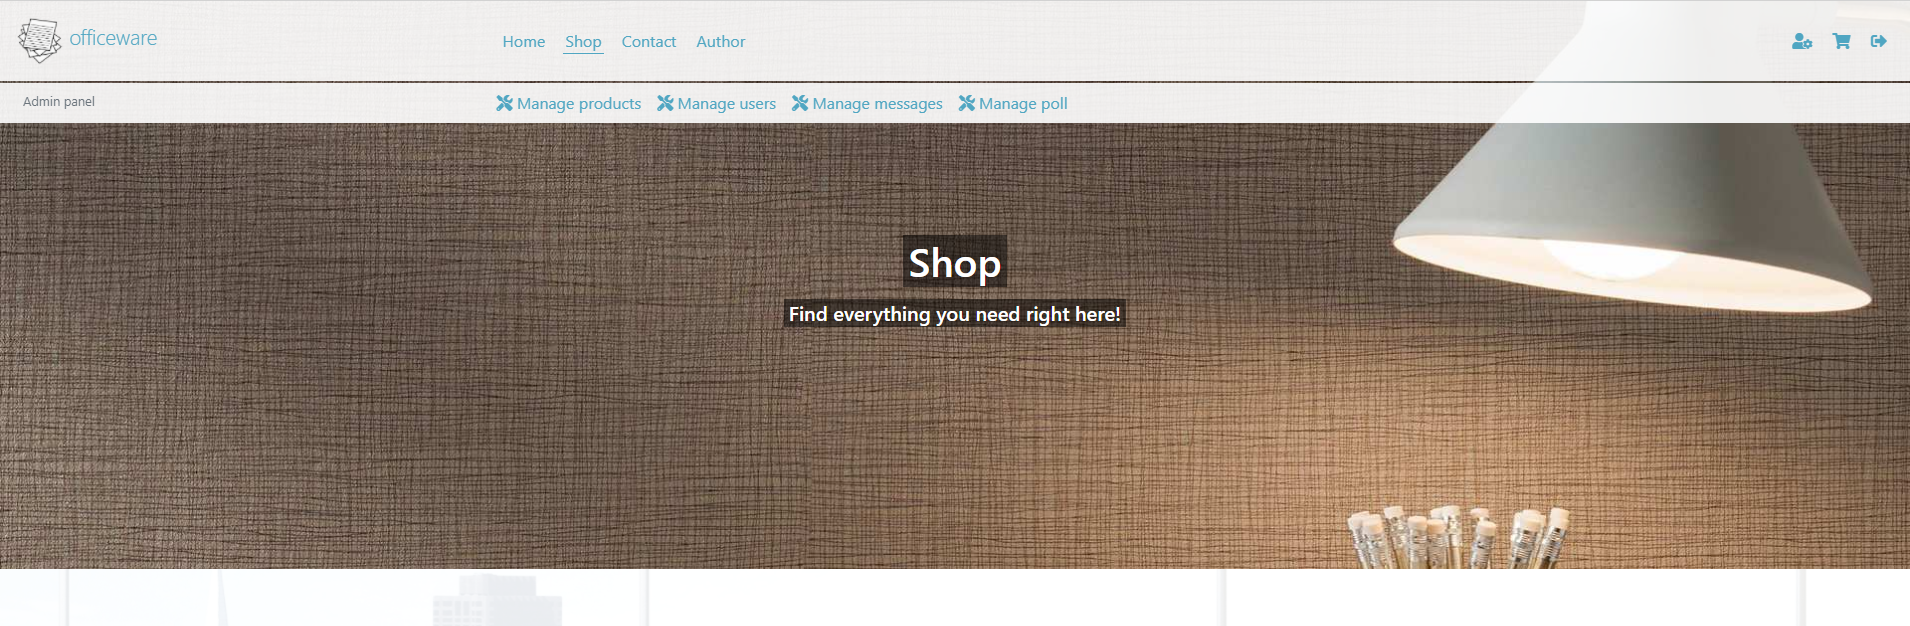 officeware
Home Shop Contact Author
Admin panel
Manage products Manage users Manage messages Manage poll
Shop
Find everything you need right here!